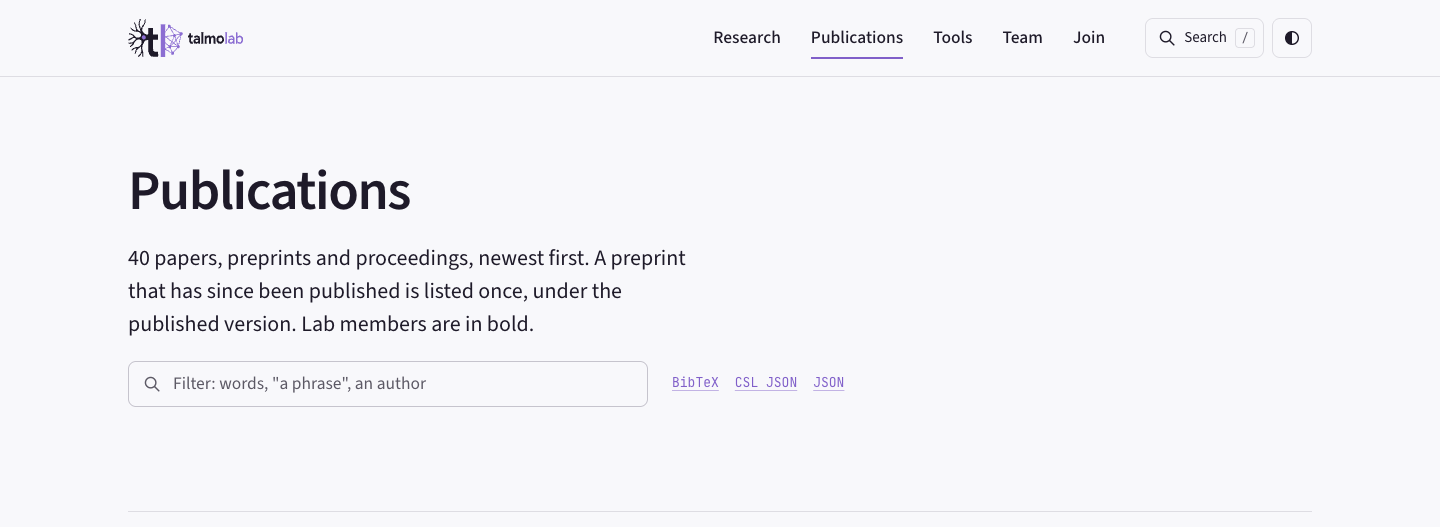 tl talmolab
Research
Publications
Tools
Team
Join
Search /
Publications
40 papers, preprints and proceedings, newest first. A preprint
that has since been published is listed once, under the
published version. Lab members are in bold.
Filter: words, "a phrase", an author
BibTeX
CSL JSON
JSON